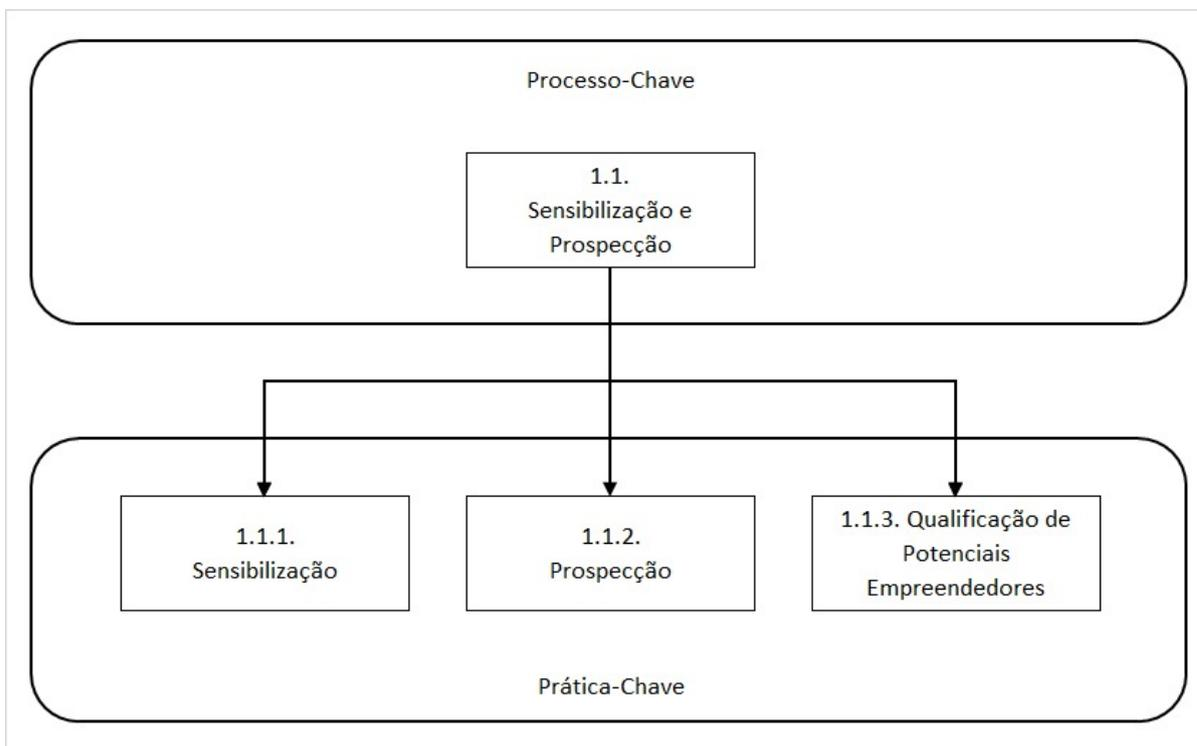 Processo-Chave
1.1.
Sensibilização e
Prospecção
1.1.1.
Sensibilização
1.1.2.
Prospecção
1.1.3. Qualificação de
Potenciais
Empreendedores
Prática-Chave